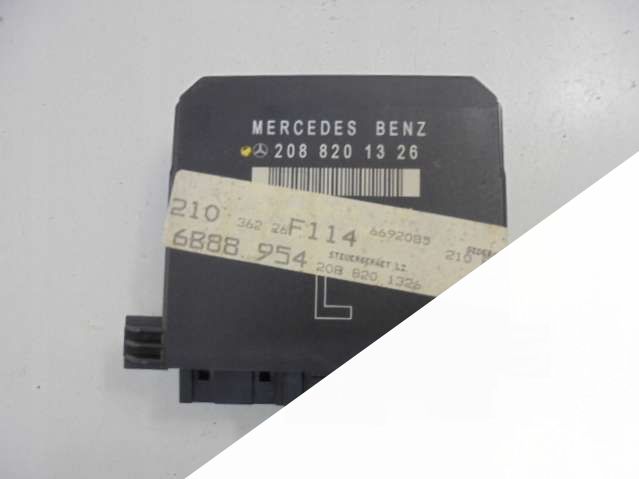 MERCEDES BENZ
208 820 13 26
210 362 26 F114 6692085 210
6B88 954 STEUERGERAET LI
208 820 1326
L